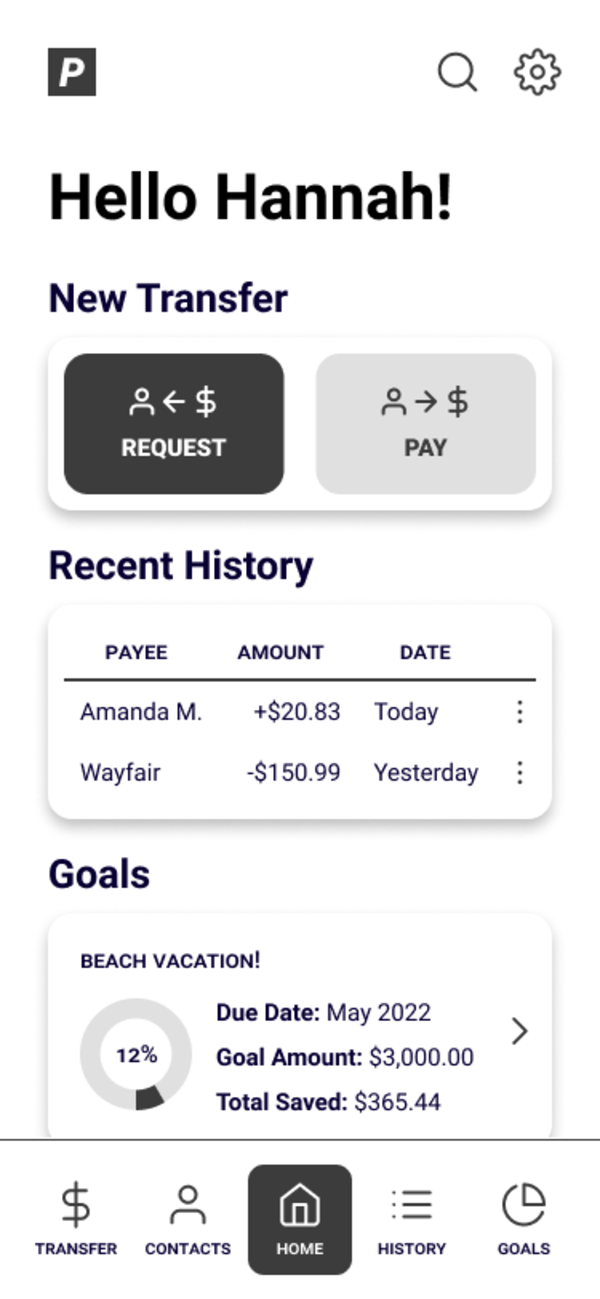 P
Hello Hannah!
New Transfer
$ $
REQUEST PAY
Recent History
PAYEE AMOUNT DATE
Amanda M. +$20.83 Today
Wayfair -$150.99 Yesterday
Goals
BEACH VACATION!
12%
Due Date: May 2022
Goal Amount: $3,000.00
Total Saved: $365.44
$
TRANSFER CONTACTS HOME HISTORY GOALS